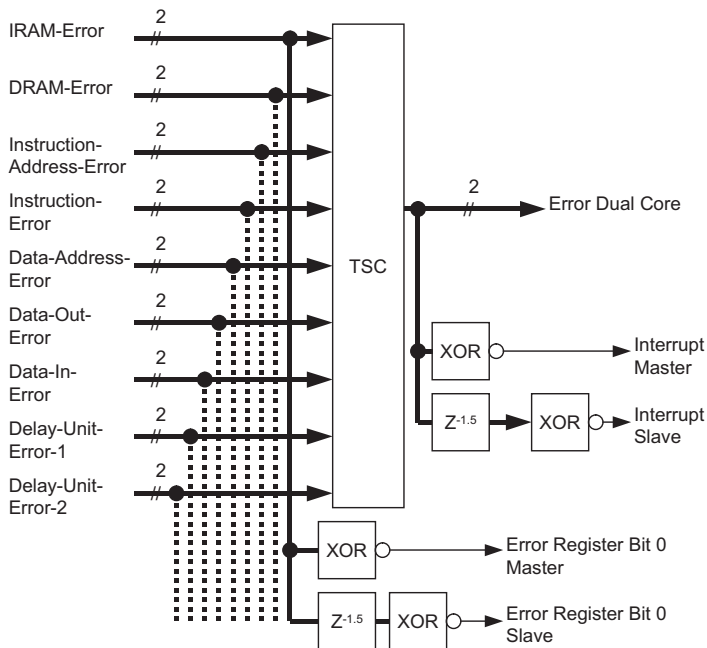 IRAM-Error
2
DRAM-Error
2
Instruction-
Address-Error
2
Instruction-
Error
2
Data-Address-
Error
2
Data-Out-
Error
2
Data-In-
Error
2
Delay-Unit-
Error-1
2
Delay-Unit-
Error-2
2
TSC
2
Error Dual Core
XOR
Interrupt
Master
Z-1.5
XOR
Interrupt
Slave
XOR
Error Register Bit 0
Master
Z-1.5
XOR
Error Register Bit 0
Slave